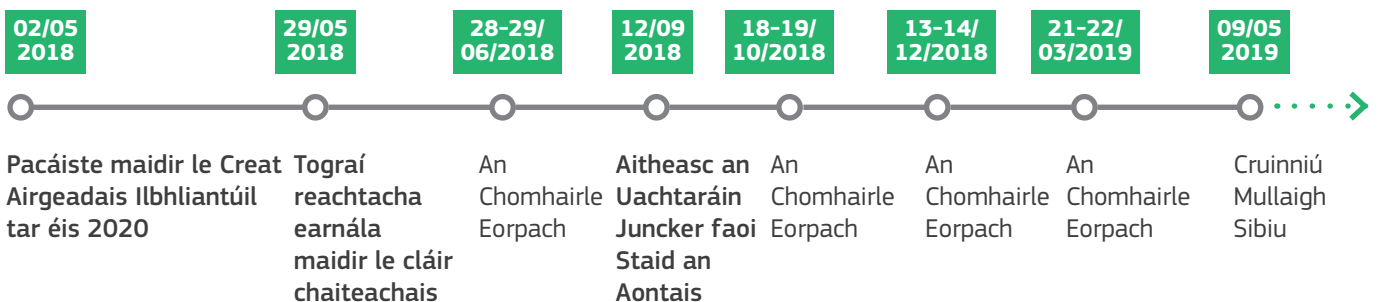 02/05
2018
29/05
2018
28-29/
06/2018
12/09
2018
18-19/
10/2018
13-14/
12/2018
21-22/
03/2019
09/05
2019
Pacáiste maidir le Creat
Airgeadais Ilbhliantúil
tar éis 2020
Tograí
reachtacha
earnála
maidir le cláir
chaiteachais
An
Chomhairle
Eorpach
Aitheasc an
Uachtaráin
Juncker faoi
Staid an
Aontais
An
Chomhairle
Eorpach
An
Chomhairle
Eorpach
An
Chomhairle
Eorpach
Cruinniú
Mullaigh
Sibiu